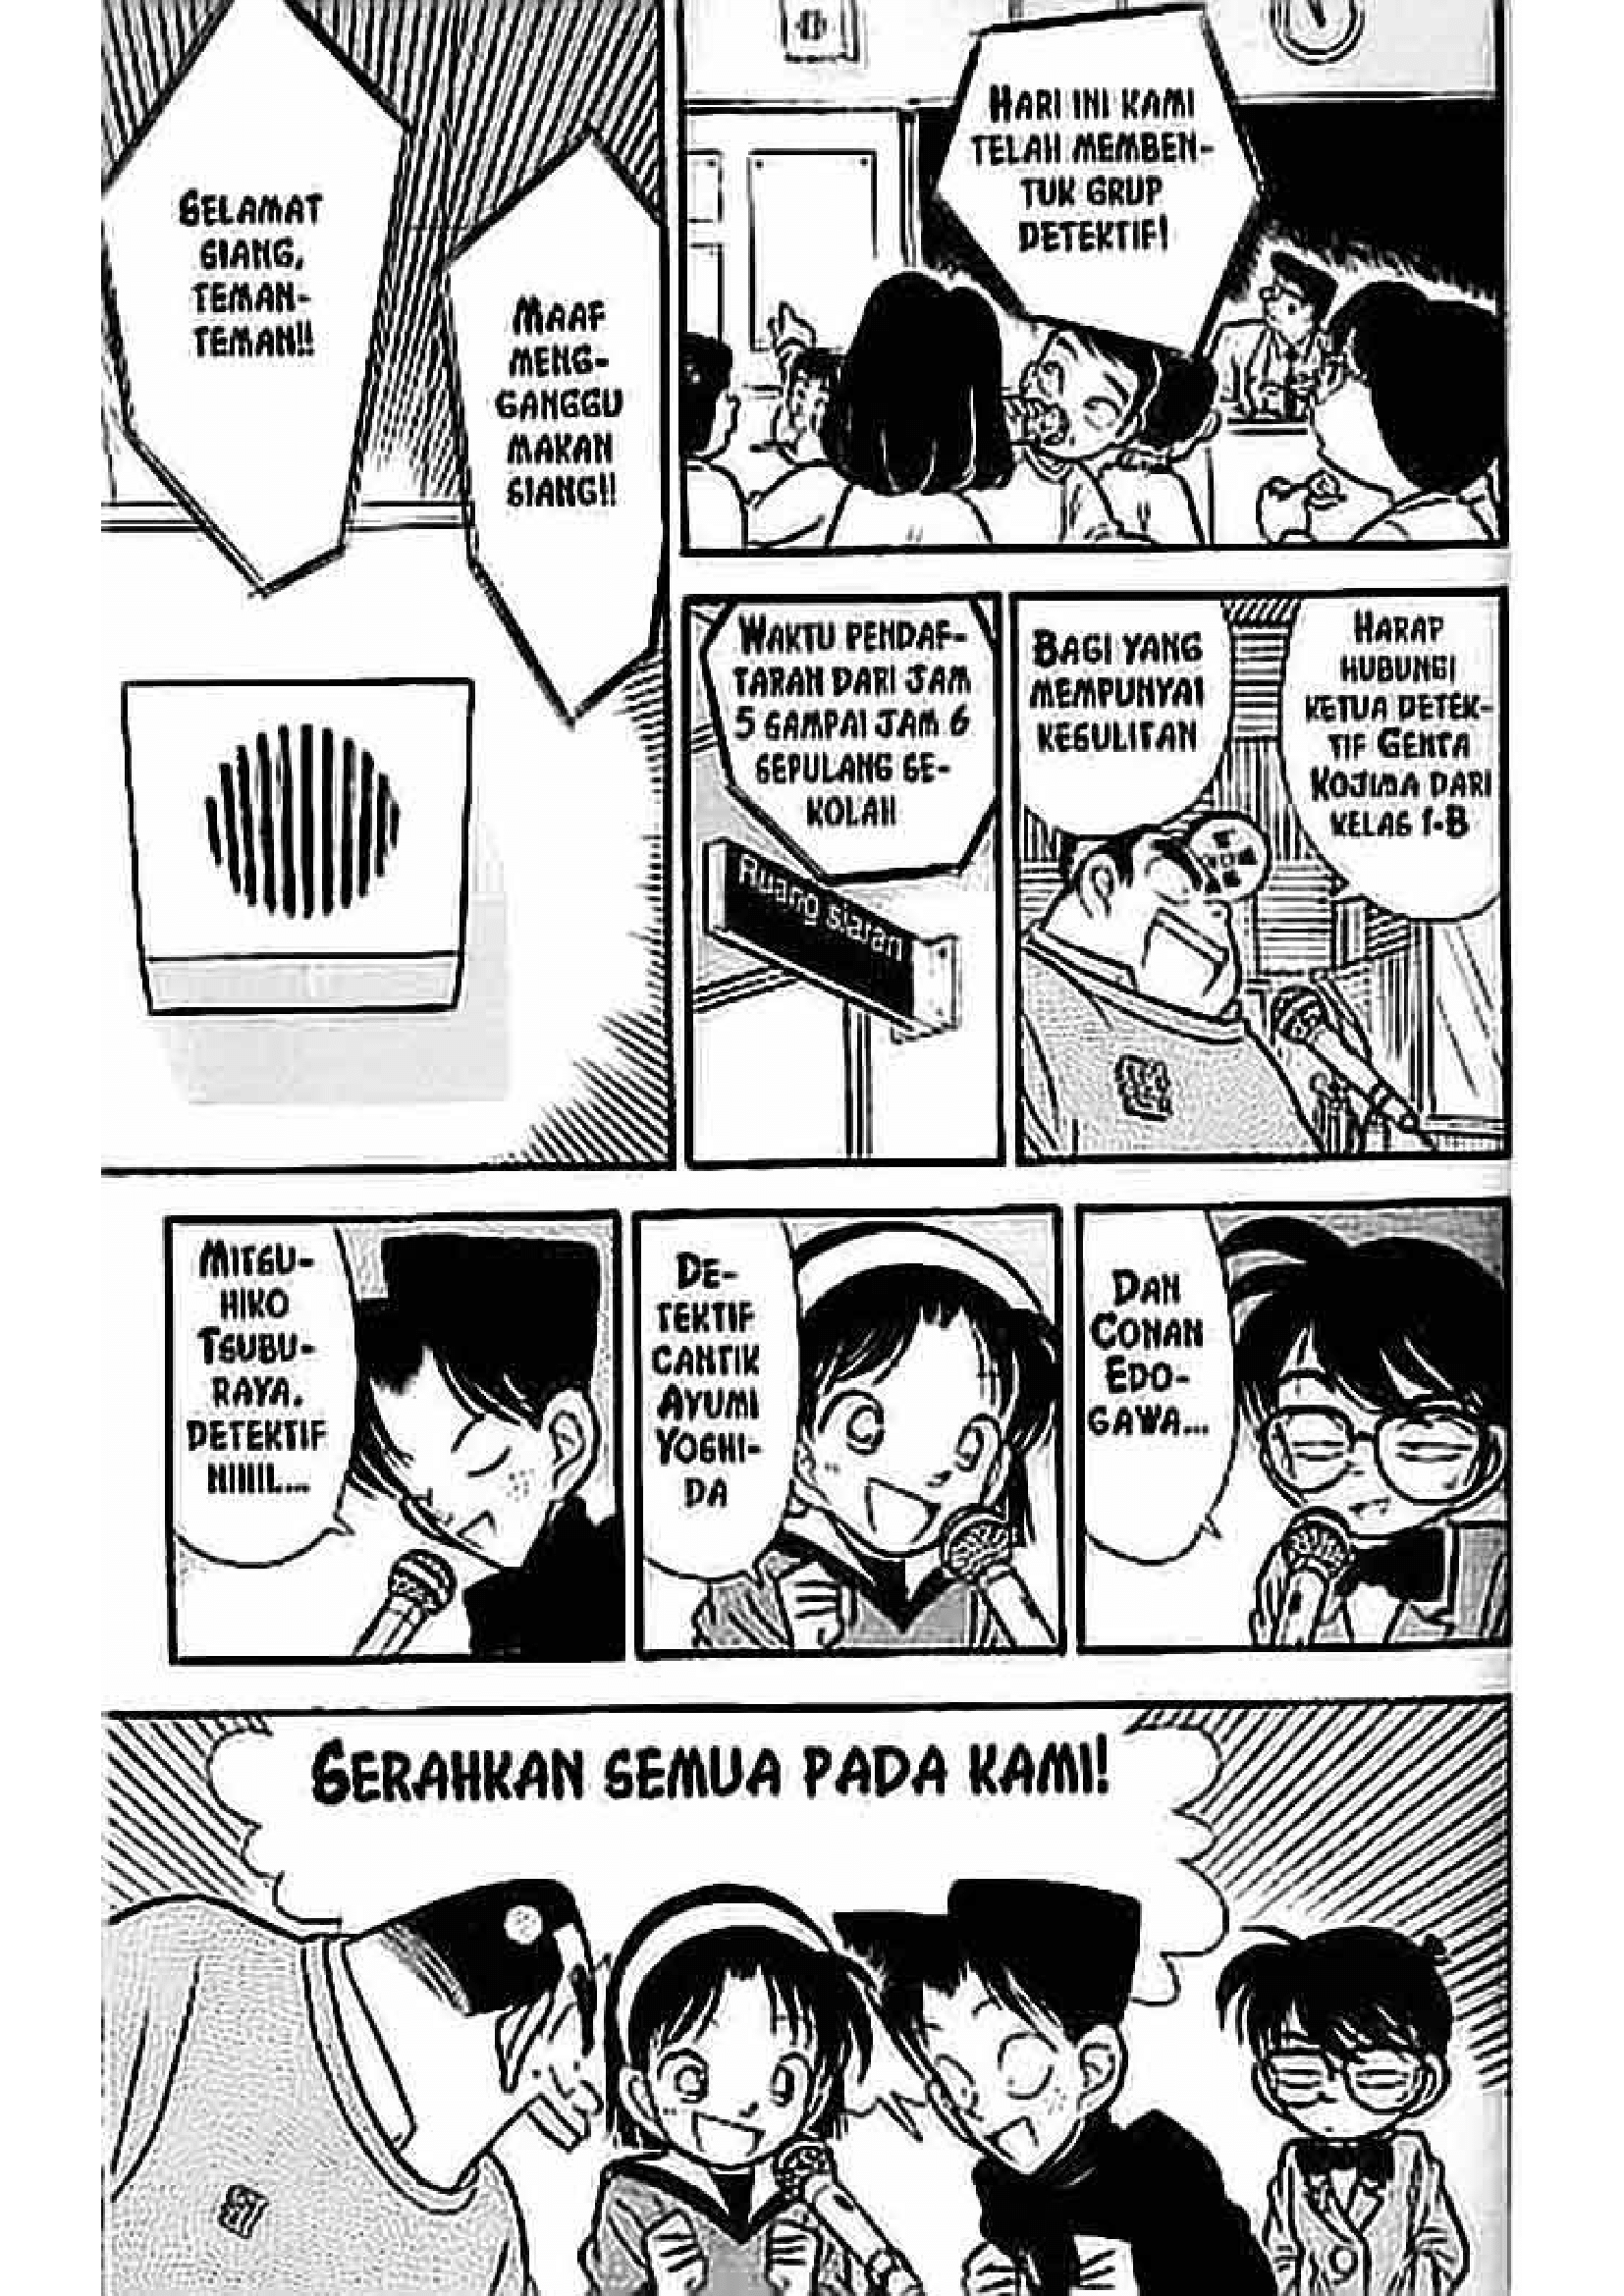 SELAMAT
SIANG,
TEMAN-
TEMAN!!
MAAF
MENG-
GANGGU
MAKAN
SIANG!!
HARI INI KAMI
TELAH MEMBEN-
TUK GRUP
DETEKTIF!
WAKTU PENDAF-
TARAN DARI JAM
5 SAMPAI JAM 6
SEPULANG SE-
KOLAH
Ruang siaran
BAGI YANG
MEMPUNYAI
KESULITAN
HARAP
HUBUNGI
KETUA DETEK-
TIF GENTA
KOJIMA DARI
KELAS 1-B
MITSU-
HIKO
TSUBU-
RAYA,
DETEKTIF
NIHIL...
DE-
TEKTIF
CANTIK
AYUMI
YOSHI-
DA
DAN
CONAN
EDO-
GAWA...
SERAHKAN SEMUA PADA KAMI!